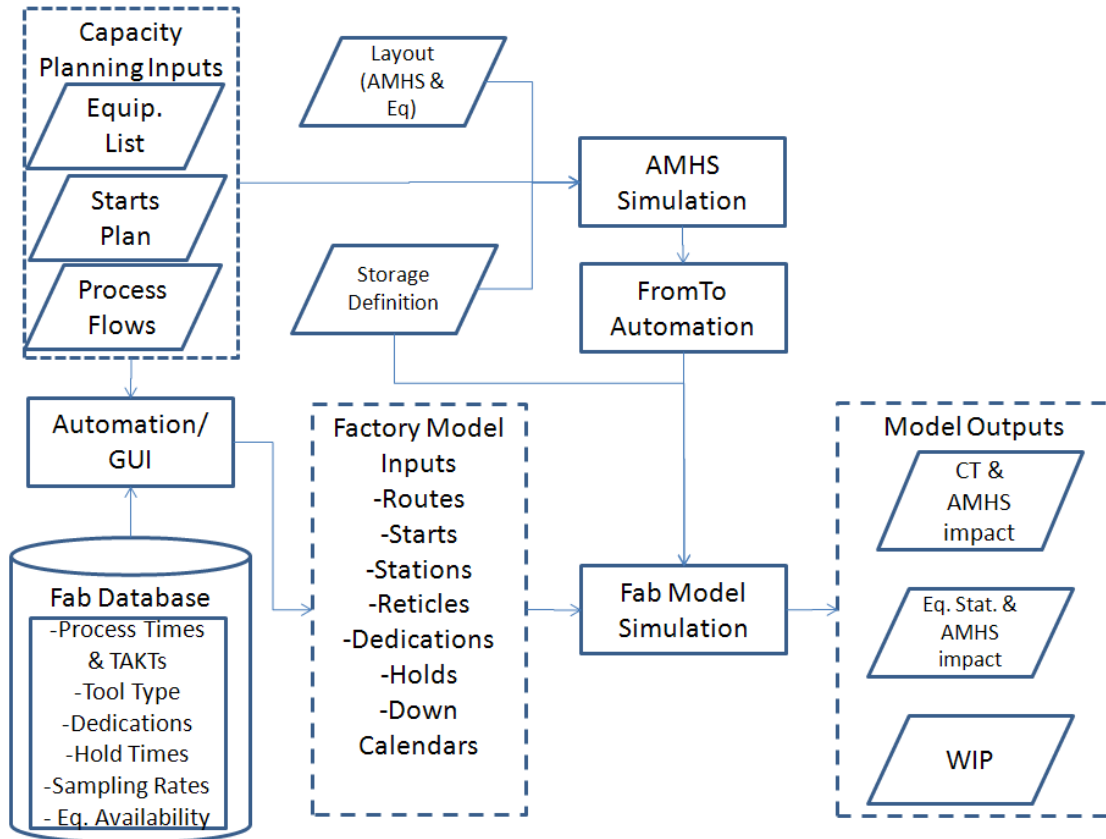 Capacity
Planning Inputs
Equip.
List
Starts
Plan
Process
Flows
Layout
(AMHS &
Eq)
Storage
Definition
AMHS
Simulation
FromTo
Automation
Automation/
GUI
Fab Database
-Process Times
& TAKTs
-Tool Type
-Dedications
-Hold Times
-Sampling Rates
- Eq. Availability
Factory Model
Inputs
-Routes
-Starts
-Stations
-Reticles
-Dedications
-Holds
-Down
Calendars
Fab Model
Simulation
Model Outputs
CT &
AMHS
impact
Eq. Stat. &
AMHS
impact
WIP